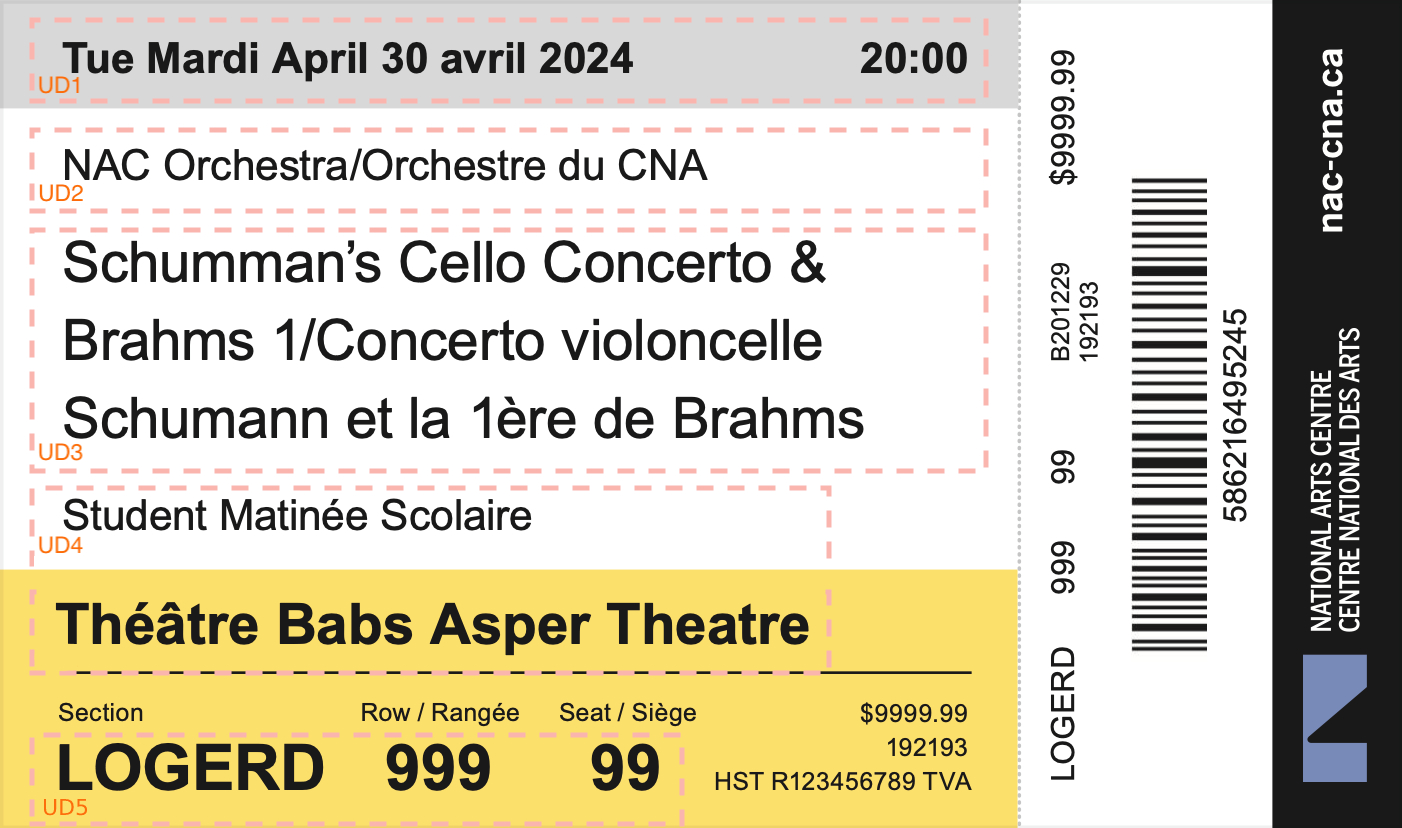 Tue Mardi April 30 avril 2024 20:00
UD1
NAC Orchestra/Orchestre du CNA
UD2
Schumman’s Cello Concerto &
Brahms 1/Concerto violoncelle
Schumann et la 1ère de Brahms
UD3
Student Matinée Scolaire
UD4
Théâtre Babs Asper Theatre
Section Row / Rangée Seat / Siège $9999.99
192193
LOGERD 999 99
HST R123456789 TVA
UD5
LOGERD 999 99 B201229 $9999.99
192193
586216495245
NATIONAL ARTS CENTRE nac-cna.ca
CENTRE NATIONAL DES ARTS